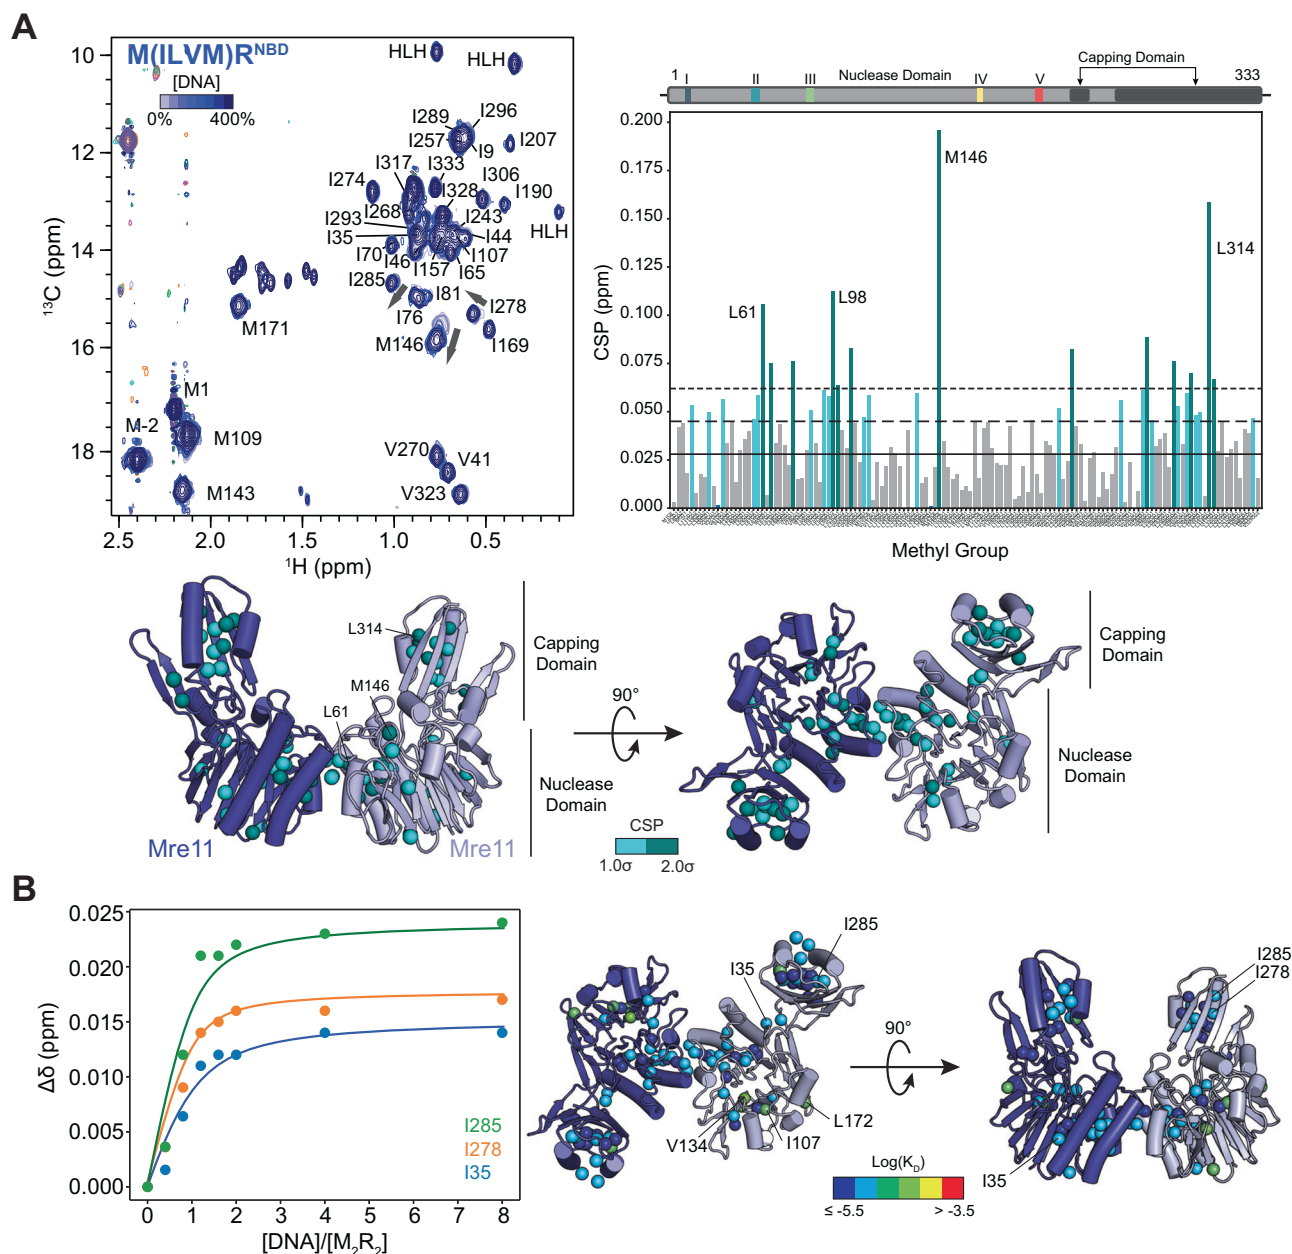 A
M(ILVM)R^NBD
[DNA]
0% 400%
HLH
HLH
I289
I296
I257
I9
I207
I317
I333
I306
I274
I328
I190
I268
I293
I243
HLH
I35
I44
I70
I46
I157
I107
I65
I285
I81
I76
I278
M171
M146
I169
M1
M-2
M109
M143
V270
V41
V323
10
12
14
16
18
13C (ppm)
2.5 2.0 1.5 1.0 0.5
1H (ppm)
Capping Domain
1 I II III Nuclease Domain IV V 333
0.200
0.175
0.150
0.125
0.100
0.075
0.050
0.025
0.000
CSP (ppm)
M146
L314
L98
L61
Methyl Group
L314
M146
L61
Capping
Domain
Nuclease
Domain
Mre11
Mre11
90°
CSP
1.0σ 2.0σ
Capping
Domain
Nuclease
Domain
B
0.025
0.020
0.015
0.010
0.005
0.000
Δδ (ppm)
I285
I278
I35
0 1 2 3 4 5 6 7 8
[DNA]/[M2R2]
I285
I35
L172
V134
I107
90°
Log(KD)
≤ -5.5 > -3.5
I285
I278
I35